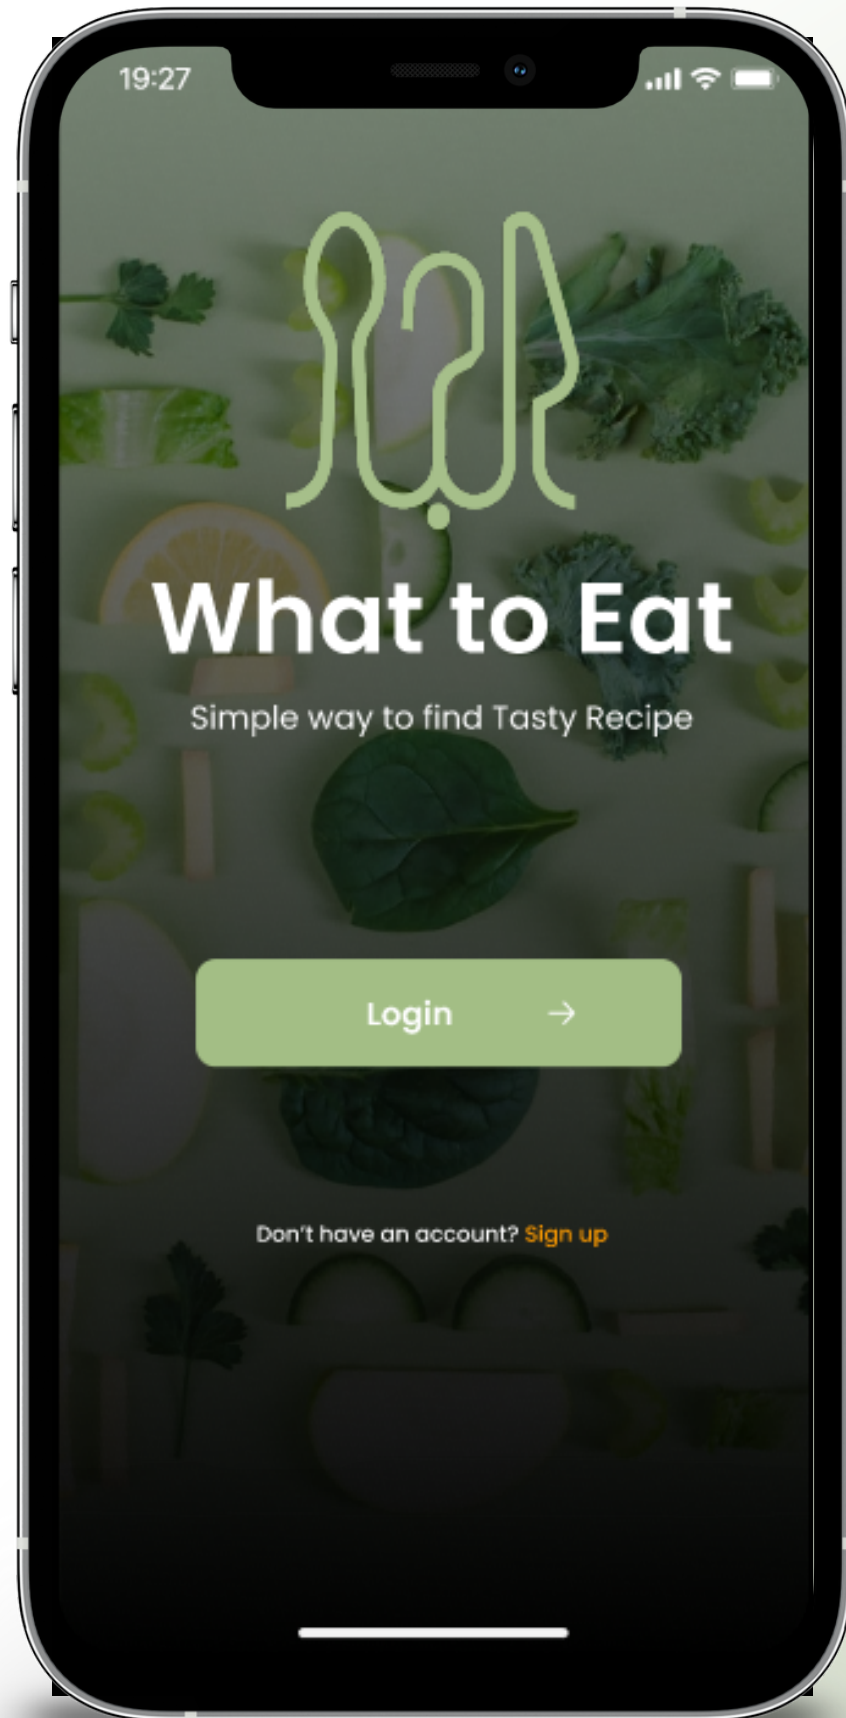 19:27
What to Eat
Simple way to find Tasty Recipe
Login →
Don't have an account? Sign up